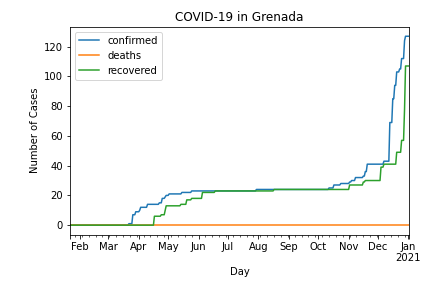 COVID-19 in Grenada
confirmed
deaths
recovered
Number of Cases
120
100
80
60
40
20
0
Feb Mar Apr May Jun Jul Aug Sep Oct Nov Dec Jan
2021
Day